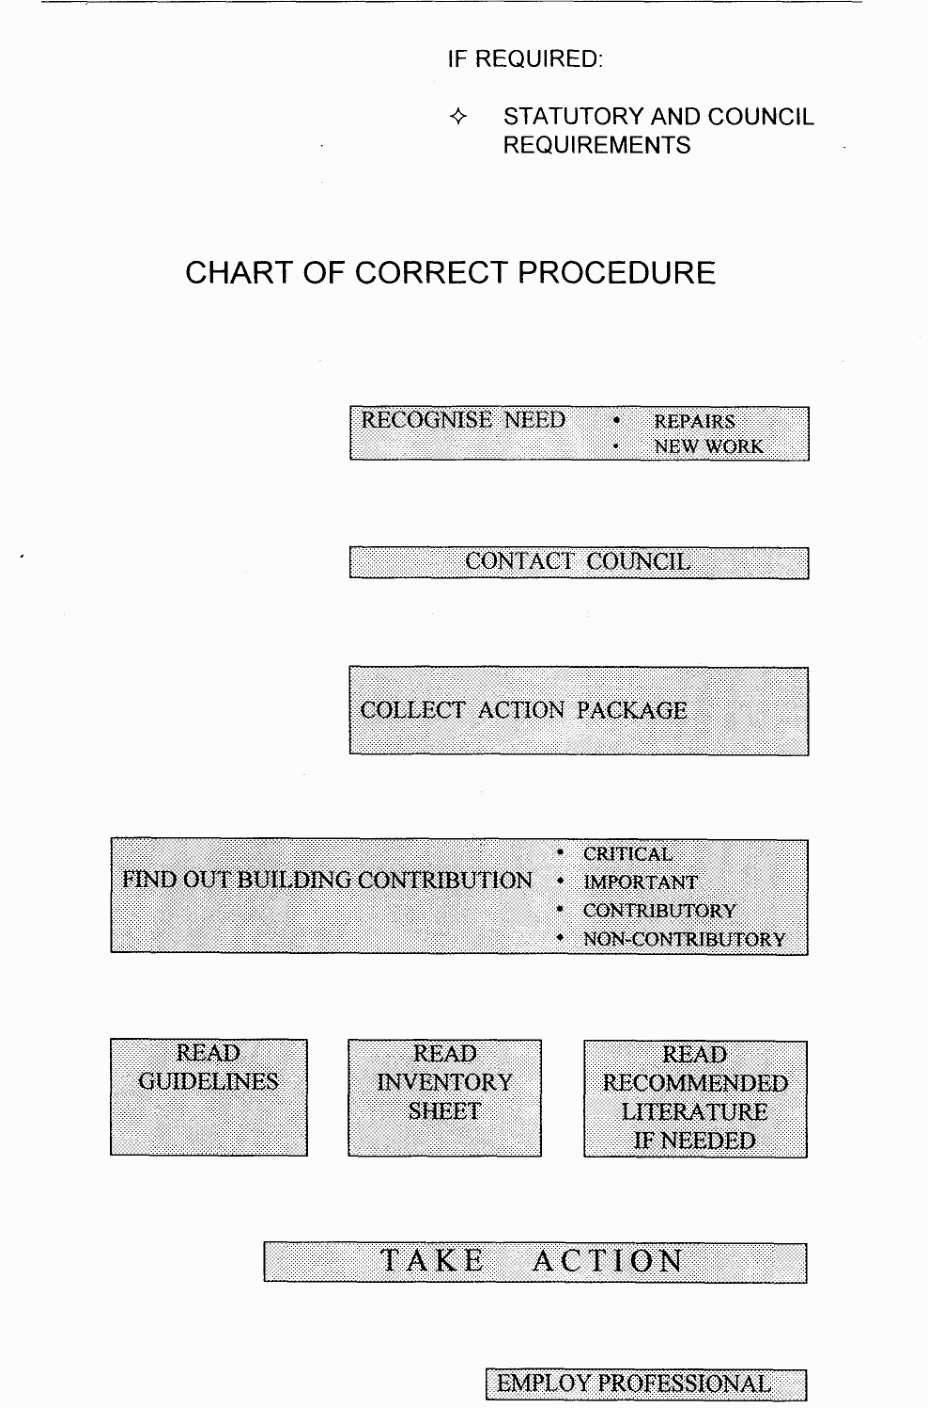 IF REQUIRED:
✧ STATUTORY AND COUNCIL
REQUIREMENTS
CHART OF CORRECT PROCEDURE
RECOGNISE NEED • REPAIRS
• NEW WORK
CONTACT COUNCIL
COLLECT ACTION PACKAGE
• CRITICAL
FIND OUT BUILDING CONTRIBUTION • IMPORTANT
• CONTRIBUTORY
• NON-CONTRIBUTORY
READ
GUIDELINES
READ
INVENTORY
SHEET
READ
RECOMMENDED
LITERATURE
IF NEEDED
TAKE ACTION
EMPLOY PROFESSIONAL